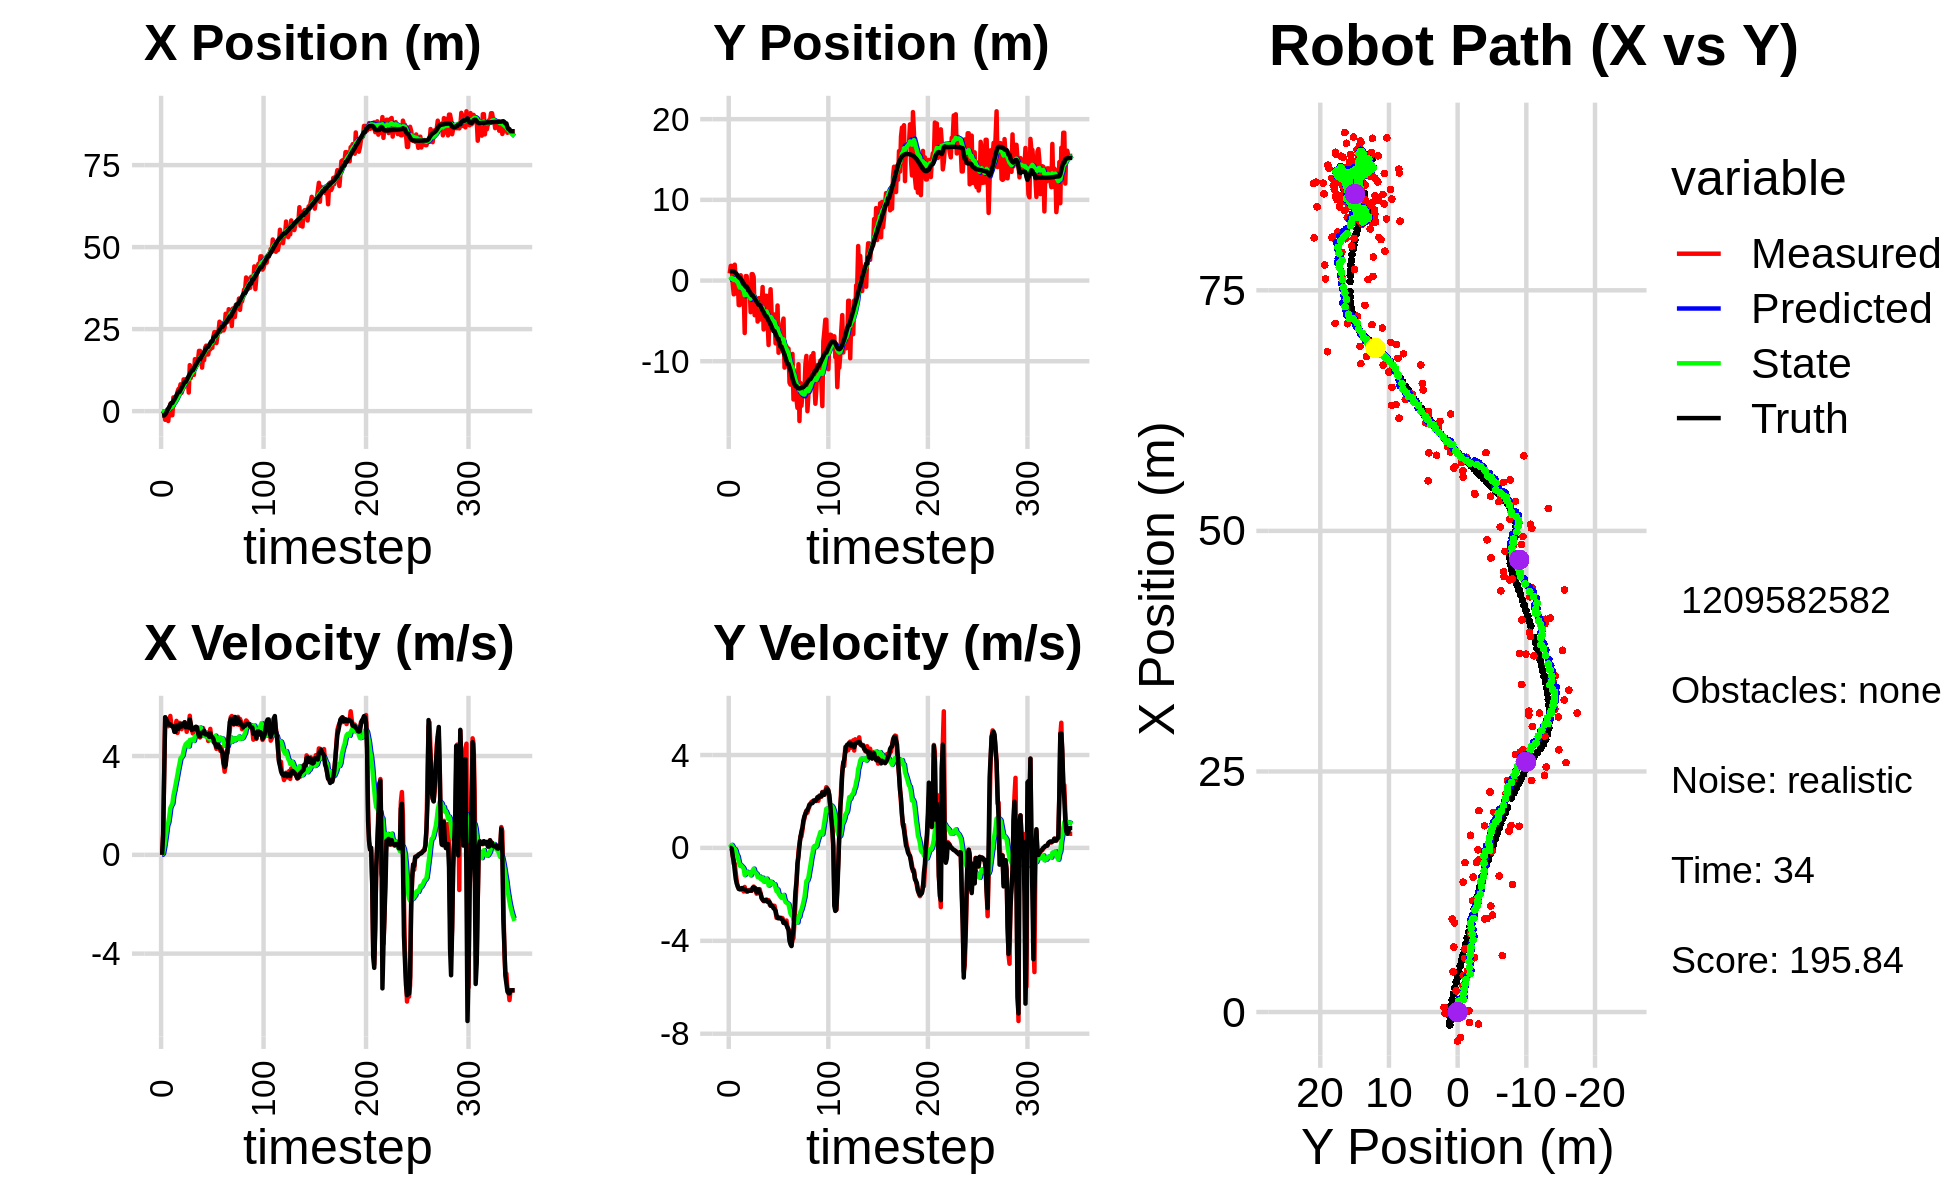 X Position (m)
75
50
25
0
0
100
200
300
timestep
Y Position (m)
20
10
0
-10
0
100
200
300
timestep
X Velocity (m/s)
4
0
-4
0
100
200
300
timestep
Y Velocity (m/s)
4
0
-4
-8
0
100
200
300
timestep
Robot Path (X vs Y)
X Position (m)
75
50
25
0
20 10 0 -10 -20
Y Position (m)
variable
Measured
Predicted
State
Truth
1209582582
Obstacles: none
Noise: realistic
Time: 34
Score: 195.84